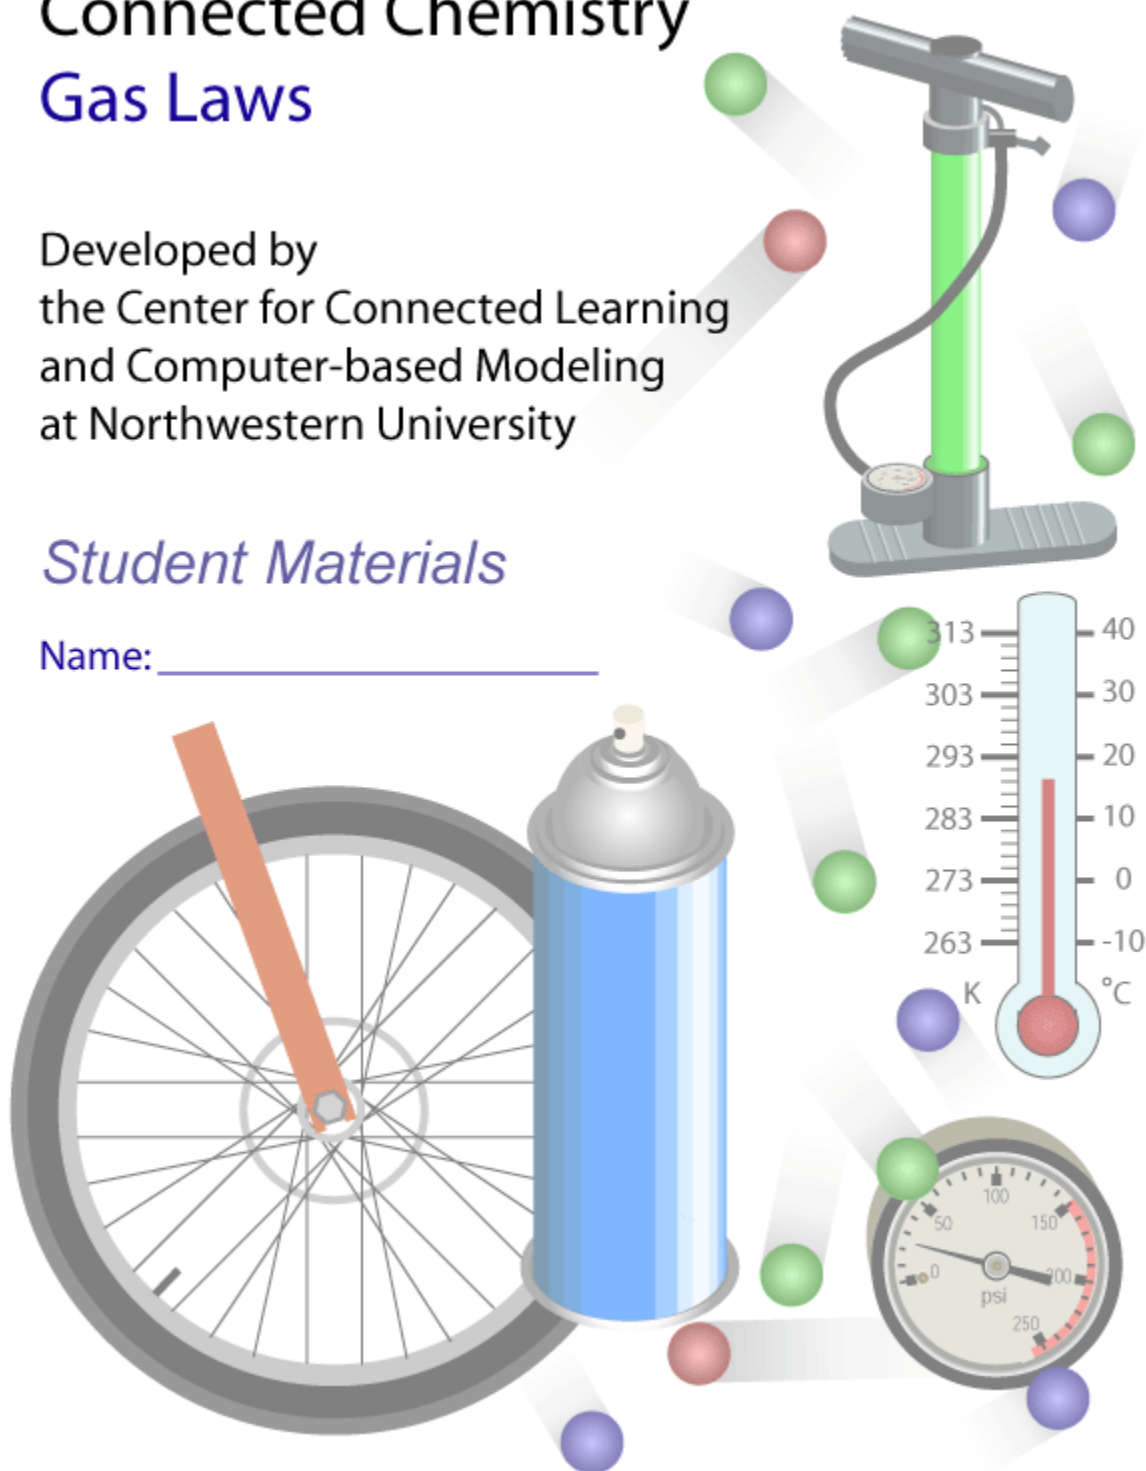 Connected Chemistry
Gas Laws
Developed by
the Center for Connected Learning
and Computer-based Modeling
at Northwestern University
Student Materials
Name:
313 40
303 30
293 20
283 10
273 0
263 -10
K °C
100
50 150
0 200
psi
250